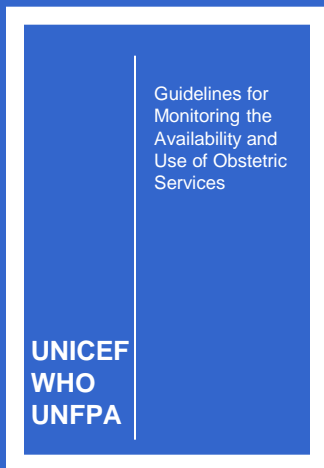 Guidelines for
Monitoring the
Availability and
Use of Obstetric
Services
UNICEF
WHO
UNFPA